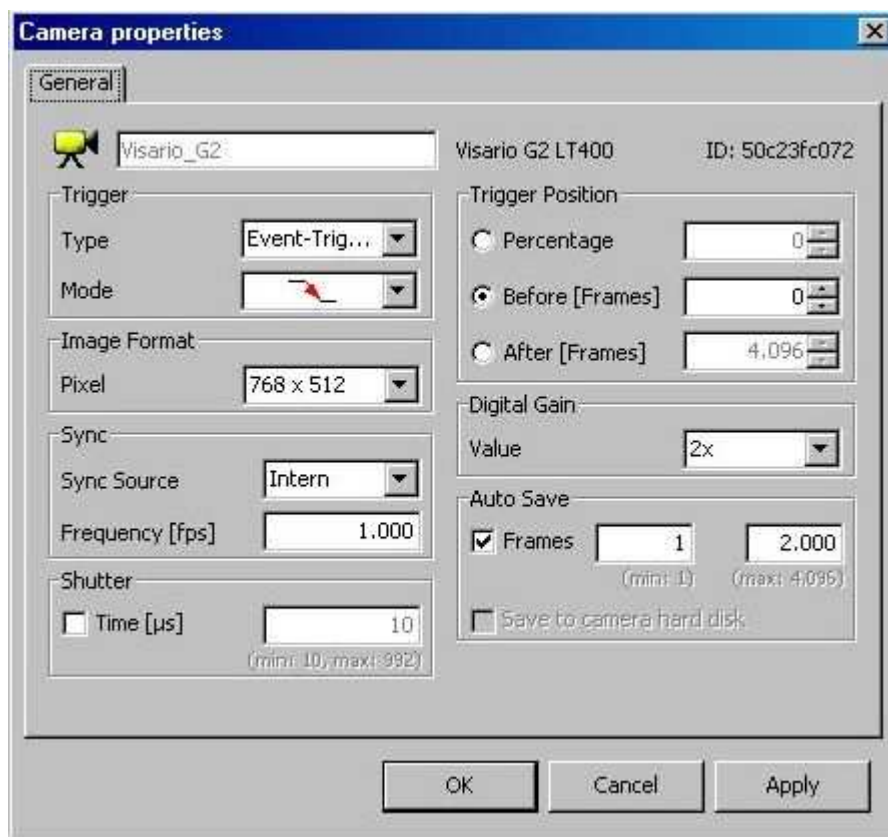 Camera properties
General
Visario_G2
Visario G2 LT400
ID: 50c23fc072
Trigger
Type
Event-Trig...
Mode
Image Format
Pixel
768 x 512
Sync
Sync Source
Intern
Frequency [fps]
1.000
Shutter
Time [µs]
10
(min: 10, max: 992)
Trigger Position
Percentage
0
Before [Frames]
0
After [Frames]
4.096
Digital Gain
Value
2x
Auto Save
Frames
1
2.000
(min: 1)
(max: 4.096)
Save to camera hard disk
OK
Cancel
Apply